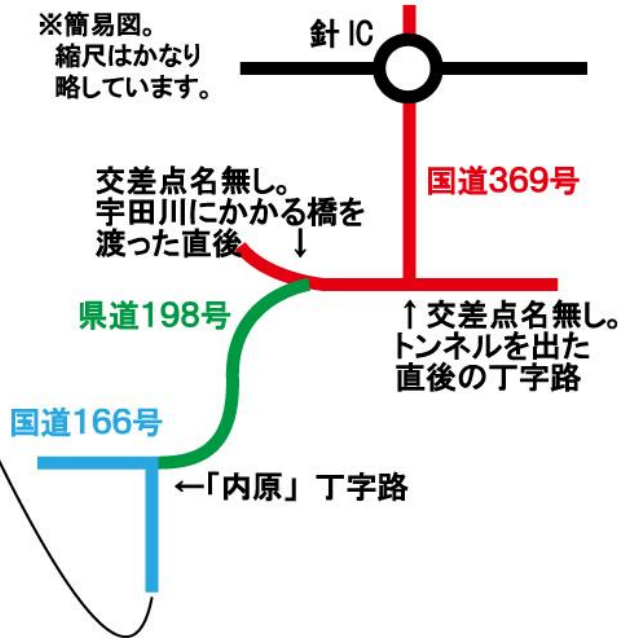 ※簡易図。
縮尺はかなり
略しています。
針IC
国道369号
交差点名無し。
宇田川にかかる橋を
渡った直後
↓
県道198号
↑交差点名無し。
トンネルを出た
直後の丁字路
国道166号
←「内原」丁字路